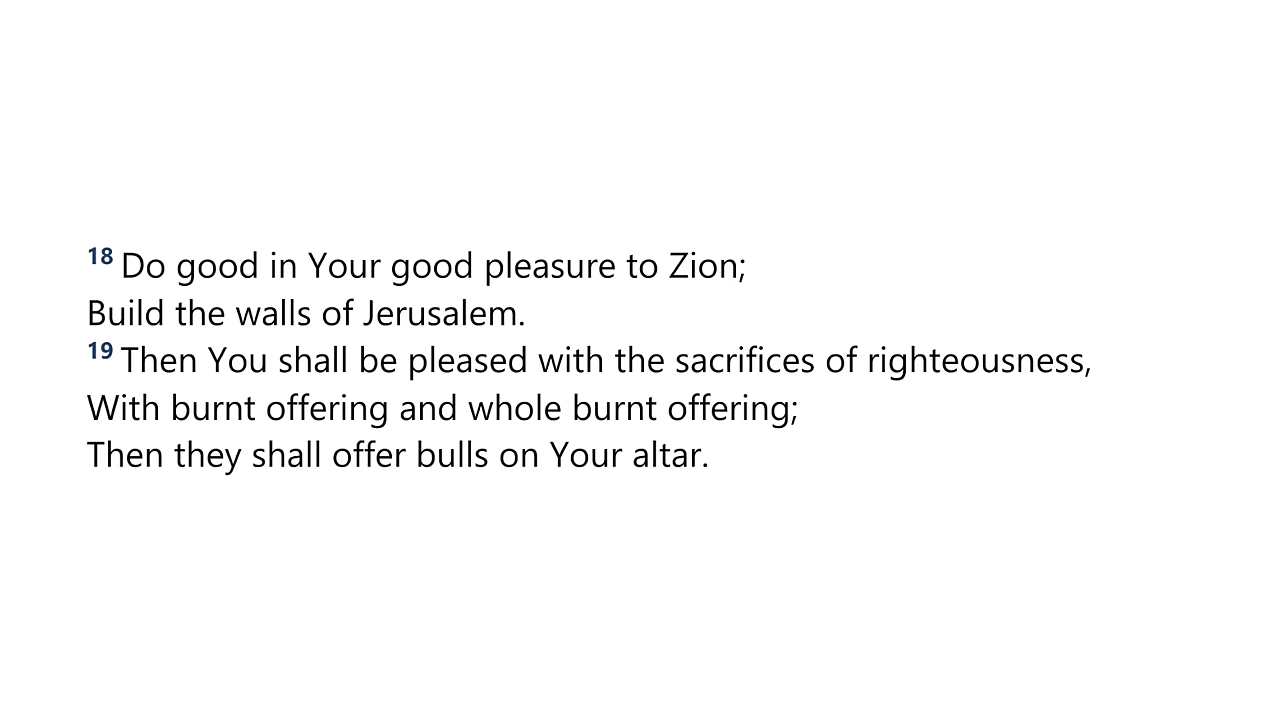 18 Do good in Your good pleasure to Zion;
Build the walls of Jerusalem.
19 Then You shall be pleased with the sacrifices of righteousness,
With burnt offering and whole burnt offering;
Then they shall offer bulls on Your altar.